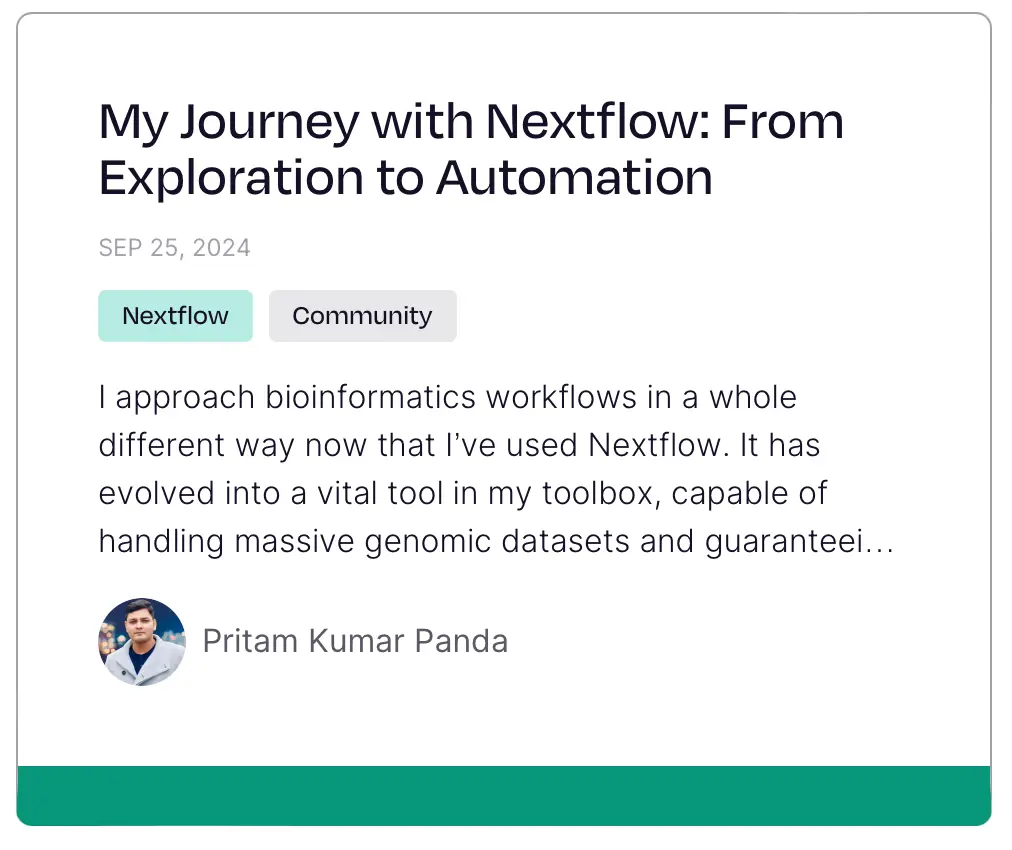 My Journey with Nextflow: From
Exploration to Automation
SEP 25, 2024
Nextflow Community
I approach bioinformatics workflows in a whole
different way now that I’ve used Nextflow. It has
evolved into a vital tool in my toolbox, capable of
handling massive genomic datasets and guaranteei…
Pritam Kumar Panda